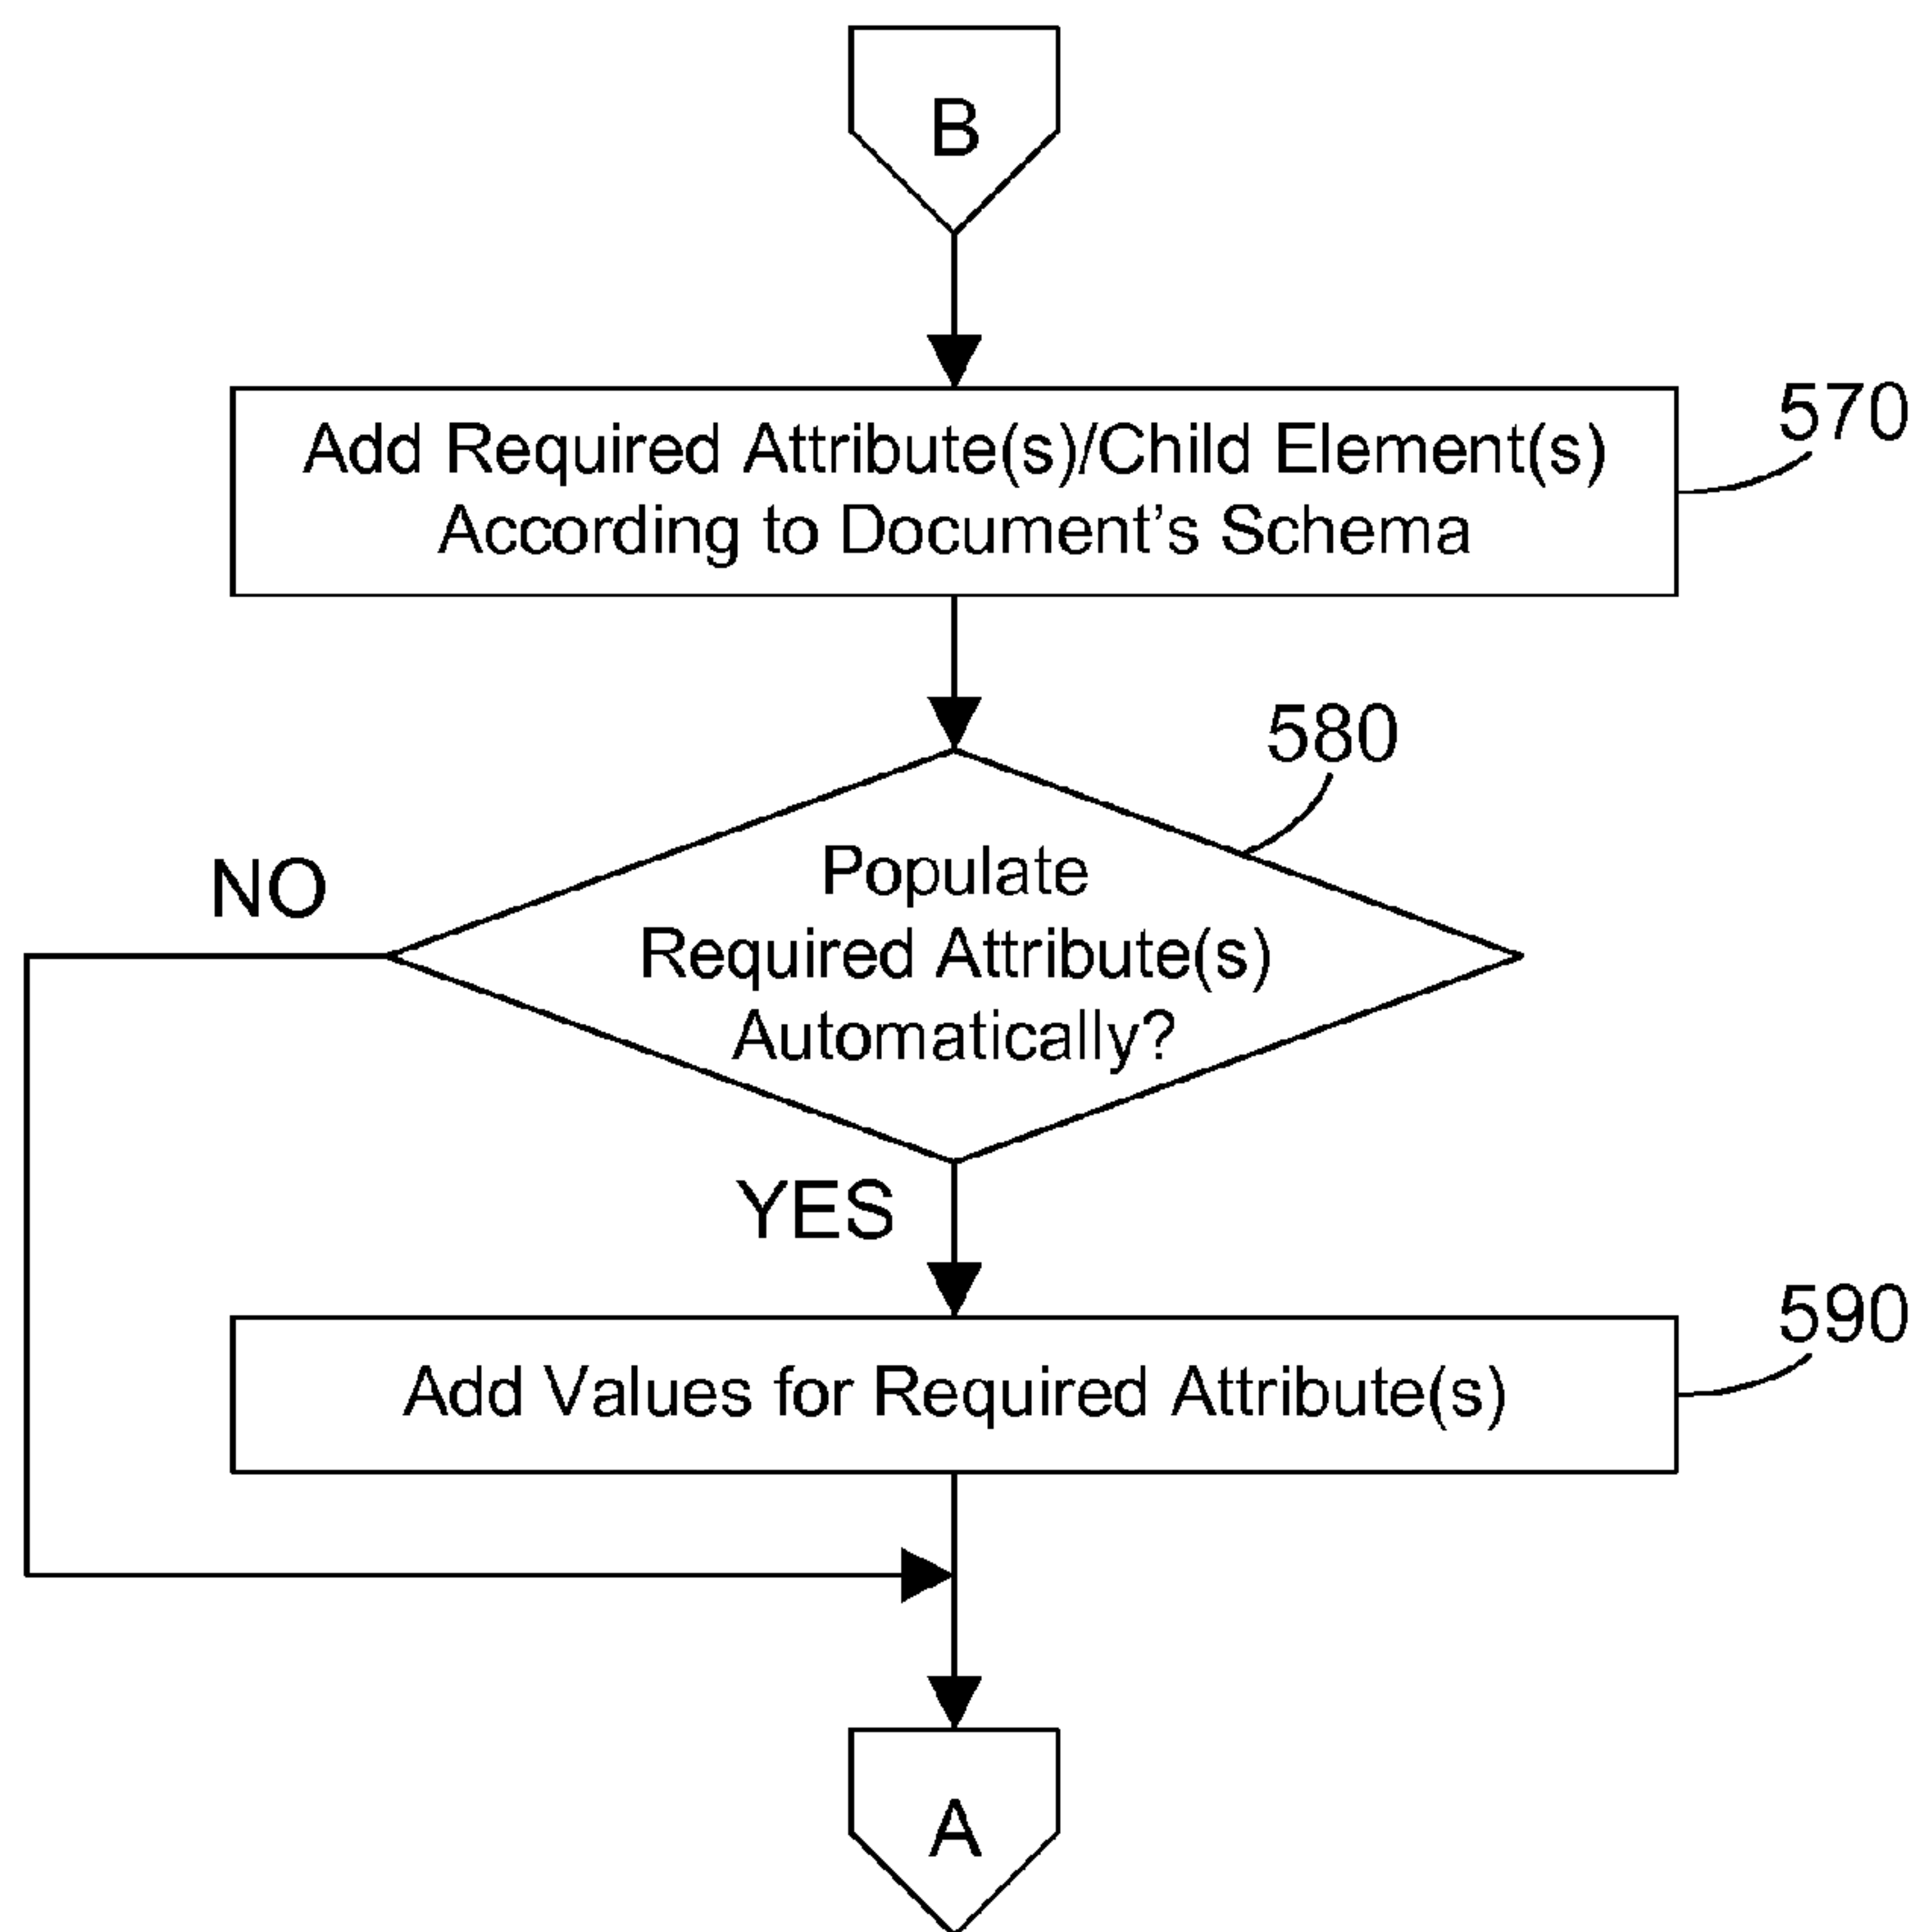 B
Add Required Attribute(s)/Child Element(s)
According to Document’s Schema
570
580
Populate
Required Attribute(s)
Automatically?
NO
YES
590
Add Values for Required Attribute(s)
A